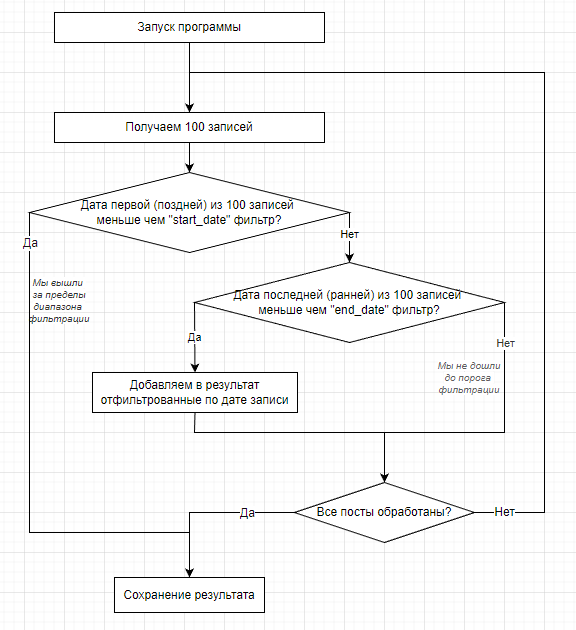 Запуск программы
Получаем 100 записей
Дата первой (поздней) из 100 записей
меньше чем "start_date" фильтр?
Да
Нет
Мы вышли
за пределы
диапазона
фильтрации
Дата последней (ранней) из 100 записей
меньше чем "end_date" фильтр?
Да
Нет
Мы не дошли
до порога
фильтрации
Добавляем в результат
отфильтрованные по дате записи
Все посты обработаны?
Да
Нет
Сохранение результата